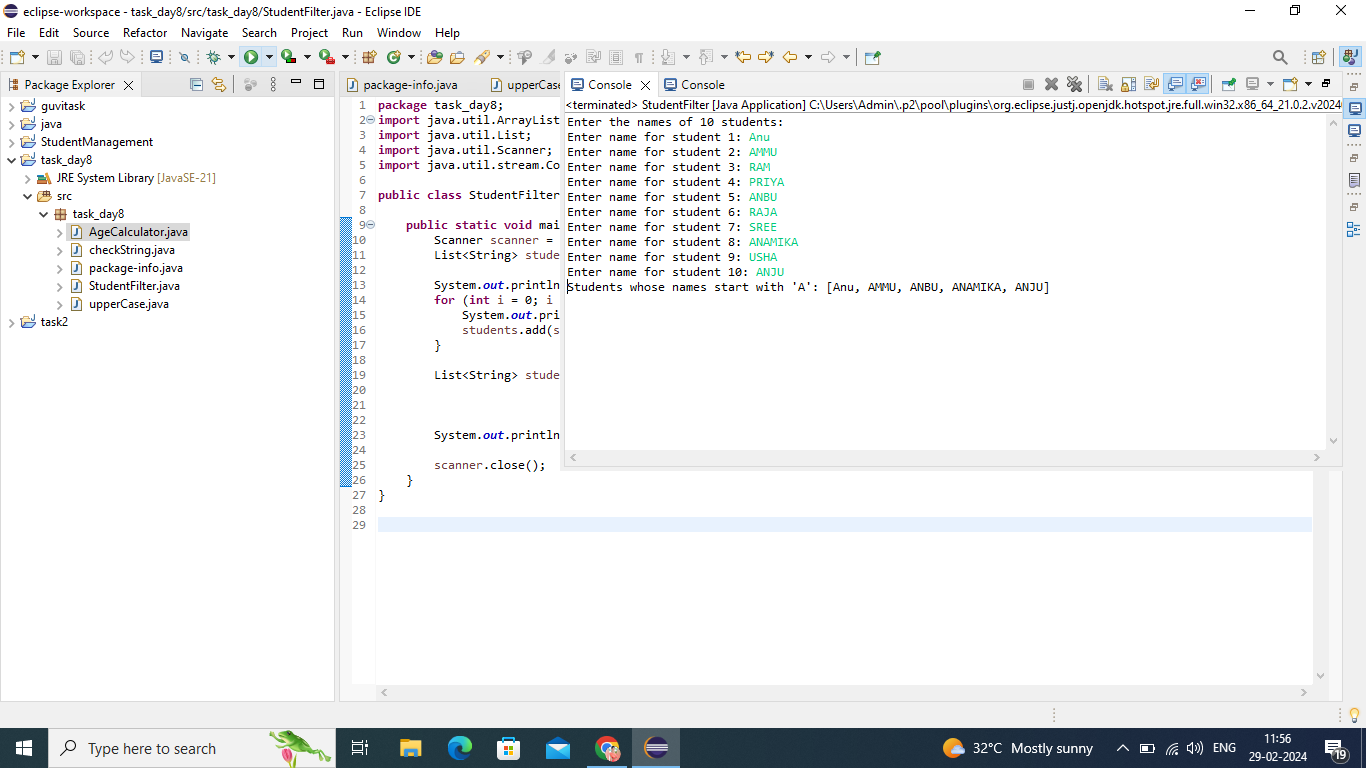 eclipse-workspace - task_day8/src/task_day8/StudentFilter.java - Eclipse IDE
File Edit Source Refactor Navigate Search Project Run Window Help
Package Explorer
guvitask
java
StudentManagement
task_day8
JRE System Library [JavaSE-21]
src
task_day8
AgeCalculator.java
checkString.java
package-info.java
StudentFilter.java
upperCase.java
task2
package-info.java upperCase
1 package task_day8;
2 import java.util.ArrayList
3 import java.util.List;
4 import java.util.Scanner;
5 import java.util.stream.Co
6
7 public class StudentFilter
8
9 public static void mai
10 Scanner scanner =
11 List<String> stude
12
13 System.out.println
14 for (int i = 0; i
15 System.out.pri
16 students.add(s
17 }
18
19 List<String> stude
20
21
22
23 System.out.println
24
25 scanner.close();
26 }
27 }
28
29
Console Console
<terminated> StudentFilter [Java Application] C:\Users\Admin\.p2\pool\plugins\org.eclipse.justj.openjdk.hotspot.jre.full.win32.x86_64_21.0.2.v2024
Enter the names of 10 students:
Enter name for student 1: Anu
Enter name for student 2: AMMU
Enter name for student 3: RAM
Enter name for student 4: PRIYA
Enter name for student 5: ANBU
Enter name for student 6: RAJA
Enter name for student 7: SREE
Enter name for student 8: ANAMIKA
Enter name for student 9: USHA
Enter name for student 10: ANJU
Students whose names start with 'A': [Anu, AMMU, ANBU, ANAMIKA, ANJU]
Type here to search
32°C Mostly sunny
ENG
11:56
29-02-2024
19